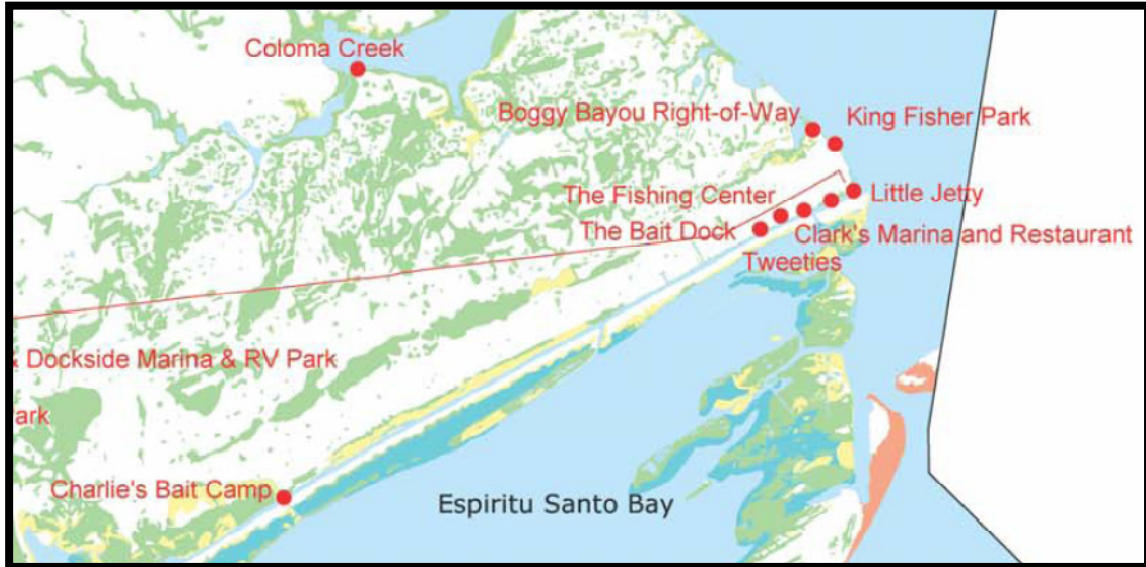 Coloma Creek
Boggy Bayou Right-of-Way
King Fisher Park
The Fishing Center
Little Jetty
The Bait Dock
Clark's Marina and Restaurant
Tweeties
& Dockside Marina & RV Park
ark
Charlie's Bait Camp
Espiritu Santo Bay